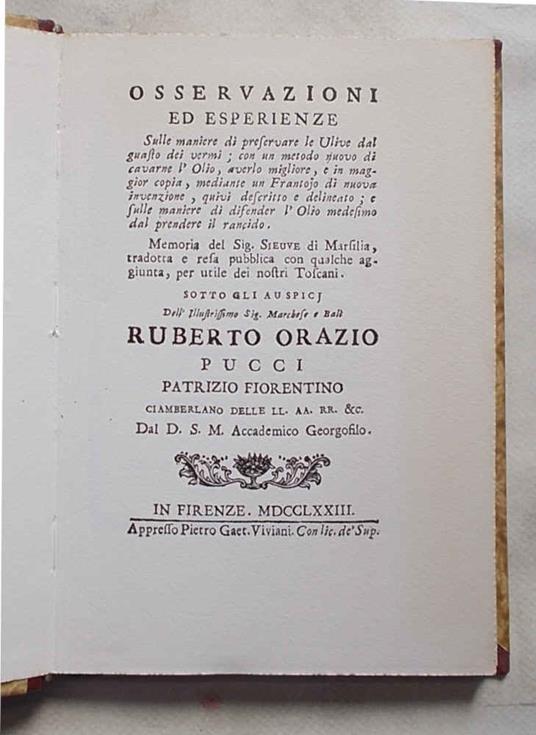 OSSERVAZIONI
ED ESPERIENZE
Sulle maniere di preſervare le Ulive dal
guaſto dei vermi; con un metodo nuovo di
cavarne l' Olio, averlo migliore, e in mag-
gior copia, mediante un Frantojo di nuova
invenzione, quivi deſcritto e delineato; e
ſulle maniere di difender l' Olio medeſimo
dal prendere il rancido.
Memoria del Sig. SIEUVE di Marſilia,
tradotta e reſa pubblica con qualche ag-
giunta, per utile dei noſtri Toſcani.
SOTTO GLI AUSPICJ
Dell' Illuſtriſſimo Sig. Marcheſe e Balì
RUBERTO ORAZIO
PUCCI
PATRIZIO FIORENTINO
CIAMBERLANO DELLE LL. AA. RR. &c.
Dal D. S. M. Accademico Georgofilo.
IN FIRENZE. MDCCLXXIII.
Appreſſo Pietro Gaet. Viviani. Con lic. de' Sup.